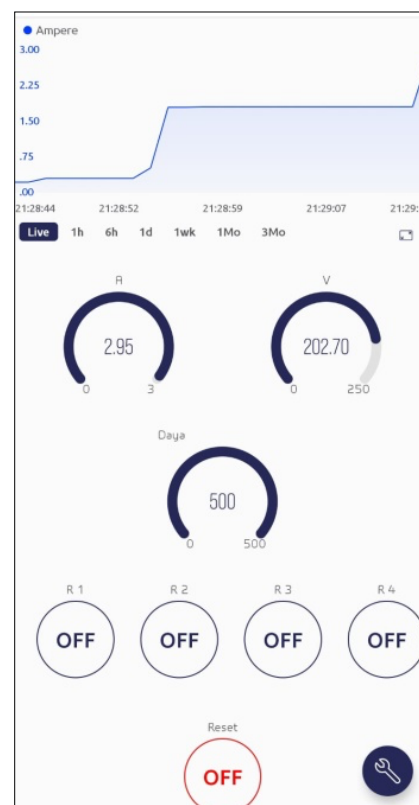 Ampere
3.00
2.25
1.50
.75
.00
21:28:44 21:28:52 21:28:59 21:29:07 21:29:
Live 1h 6h 1d 1wk 1Mo 3Mo
A V
2.95 202.70
0 3 0 250
Daya
500
0 500
R 1 R 2 R 3 R 4
OFF OFF OFF OFF
Reset
OFF